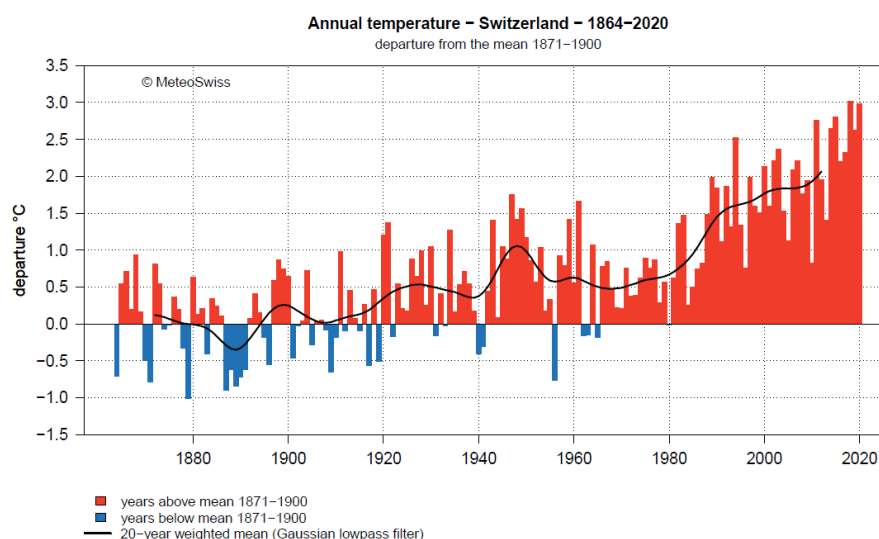 Annual temperature − Switzerland − 1864−2020
departure from the mean 1871−1900
© MeteoSwiss
departure °C
3.5
3.0
2.5
2.0
1.5
1.0
0.5
0.0
−0.5
−1.0
−1.5
1880 1900 1920 1940 1960 1980 2000 2020
years above mean 1871−1900
years below mean 1871−1900
20−year weighted mean (Gaussian lowpass filter)